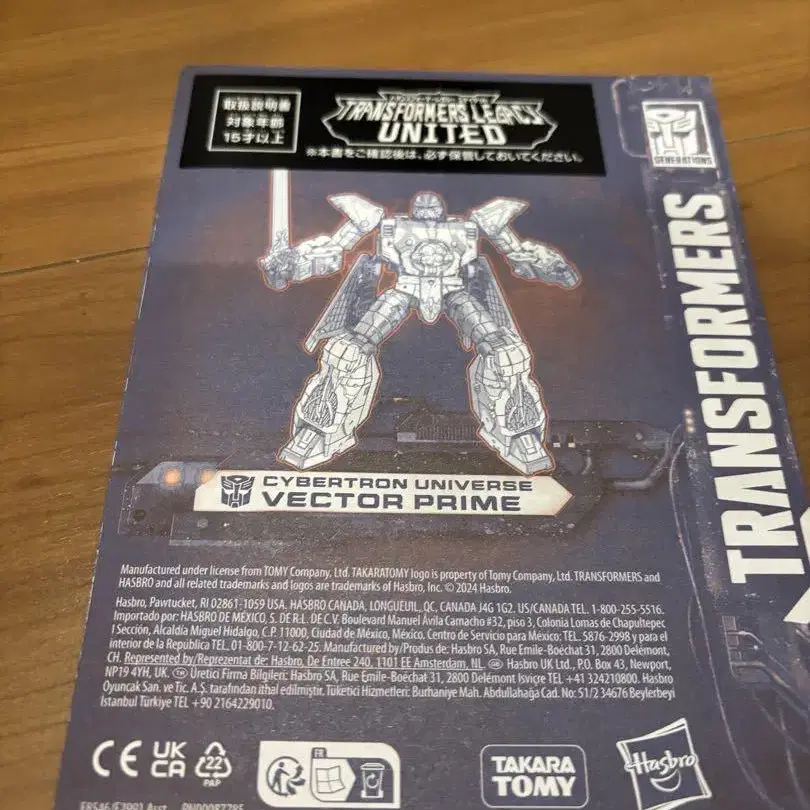 取扱説明書
対象年齢
15才以上
TRANSFORMERS LEGACY
UNITED
※本書をご確認後は、必ず保管しておいてください。
GENERATIONS
TRANSFORMERS
CYBERTRON UNIVERSE
VECTOR PRIME
Manufactured under license from TOMY Company, Ltd. TAKARATOMY logo is property of Tomy Company, Ltd. TRANSFORMERS and
HASBRO and all related trademarks and logos are trademarks of Hasbro, Inc. © 2024 Hasbro.
Hasbro, Pawtucket, RI 02861-1059 USA. HASBRO CANADA, LONGUEUIL, QC, CANADA J4G 1G2. US/CANADA TEL. 1-800-255-5516.
Importado por: HASBRO DE MÉXICO, S. DE R.L. DE C.V. Boulevard Manuel Ávila Camacho #32, piso 3, Colonia Lomas de Chapultepec
I Sección, Alcaldía Miguel Hidalgo, C.P. 11000, Ciudad de México, México. Centro de Servicio para México: TEL. 5876-2998 y para el
interior de la República TEL. 01-800-7-12-62-25. Manufactured by/Produs de: Hasbro SA, Rue Emile-Boéchat 31, 2800 Delémont,
CH. Represented by/Reprezentat de: Hasbro, De Entree 240, 1101 EE Amsterdam, NL. GB Hasbro UK Ltd., P.O. Box 43, Newport,
NP19 4YH, UK. TR Üretici Firma Bilgileri: Hasbro SA, Rue Emile-Boéchat 31, 2800 Delémont Isviçre TEL +41 324210800. Hasbro
Oyuncak San. ve Tic. A.Ş. tarafından ithal edilmiştir. Tüketici Hizmetleri: Burhaniye Mah. Abdullahağa Cad. No: 51/2 34676 Beylerbeyi
İstanbul Türkiye TEL +90 2164229010.
CE
UK
CA
22
PAP
FR
TAKARA
TOMY
Hasbro